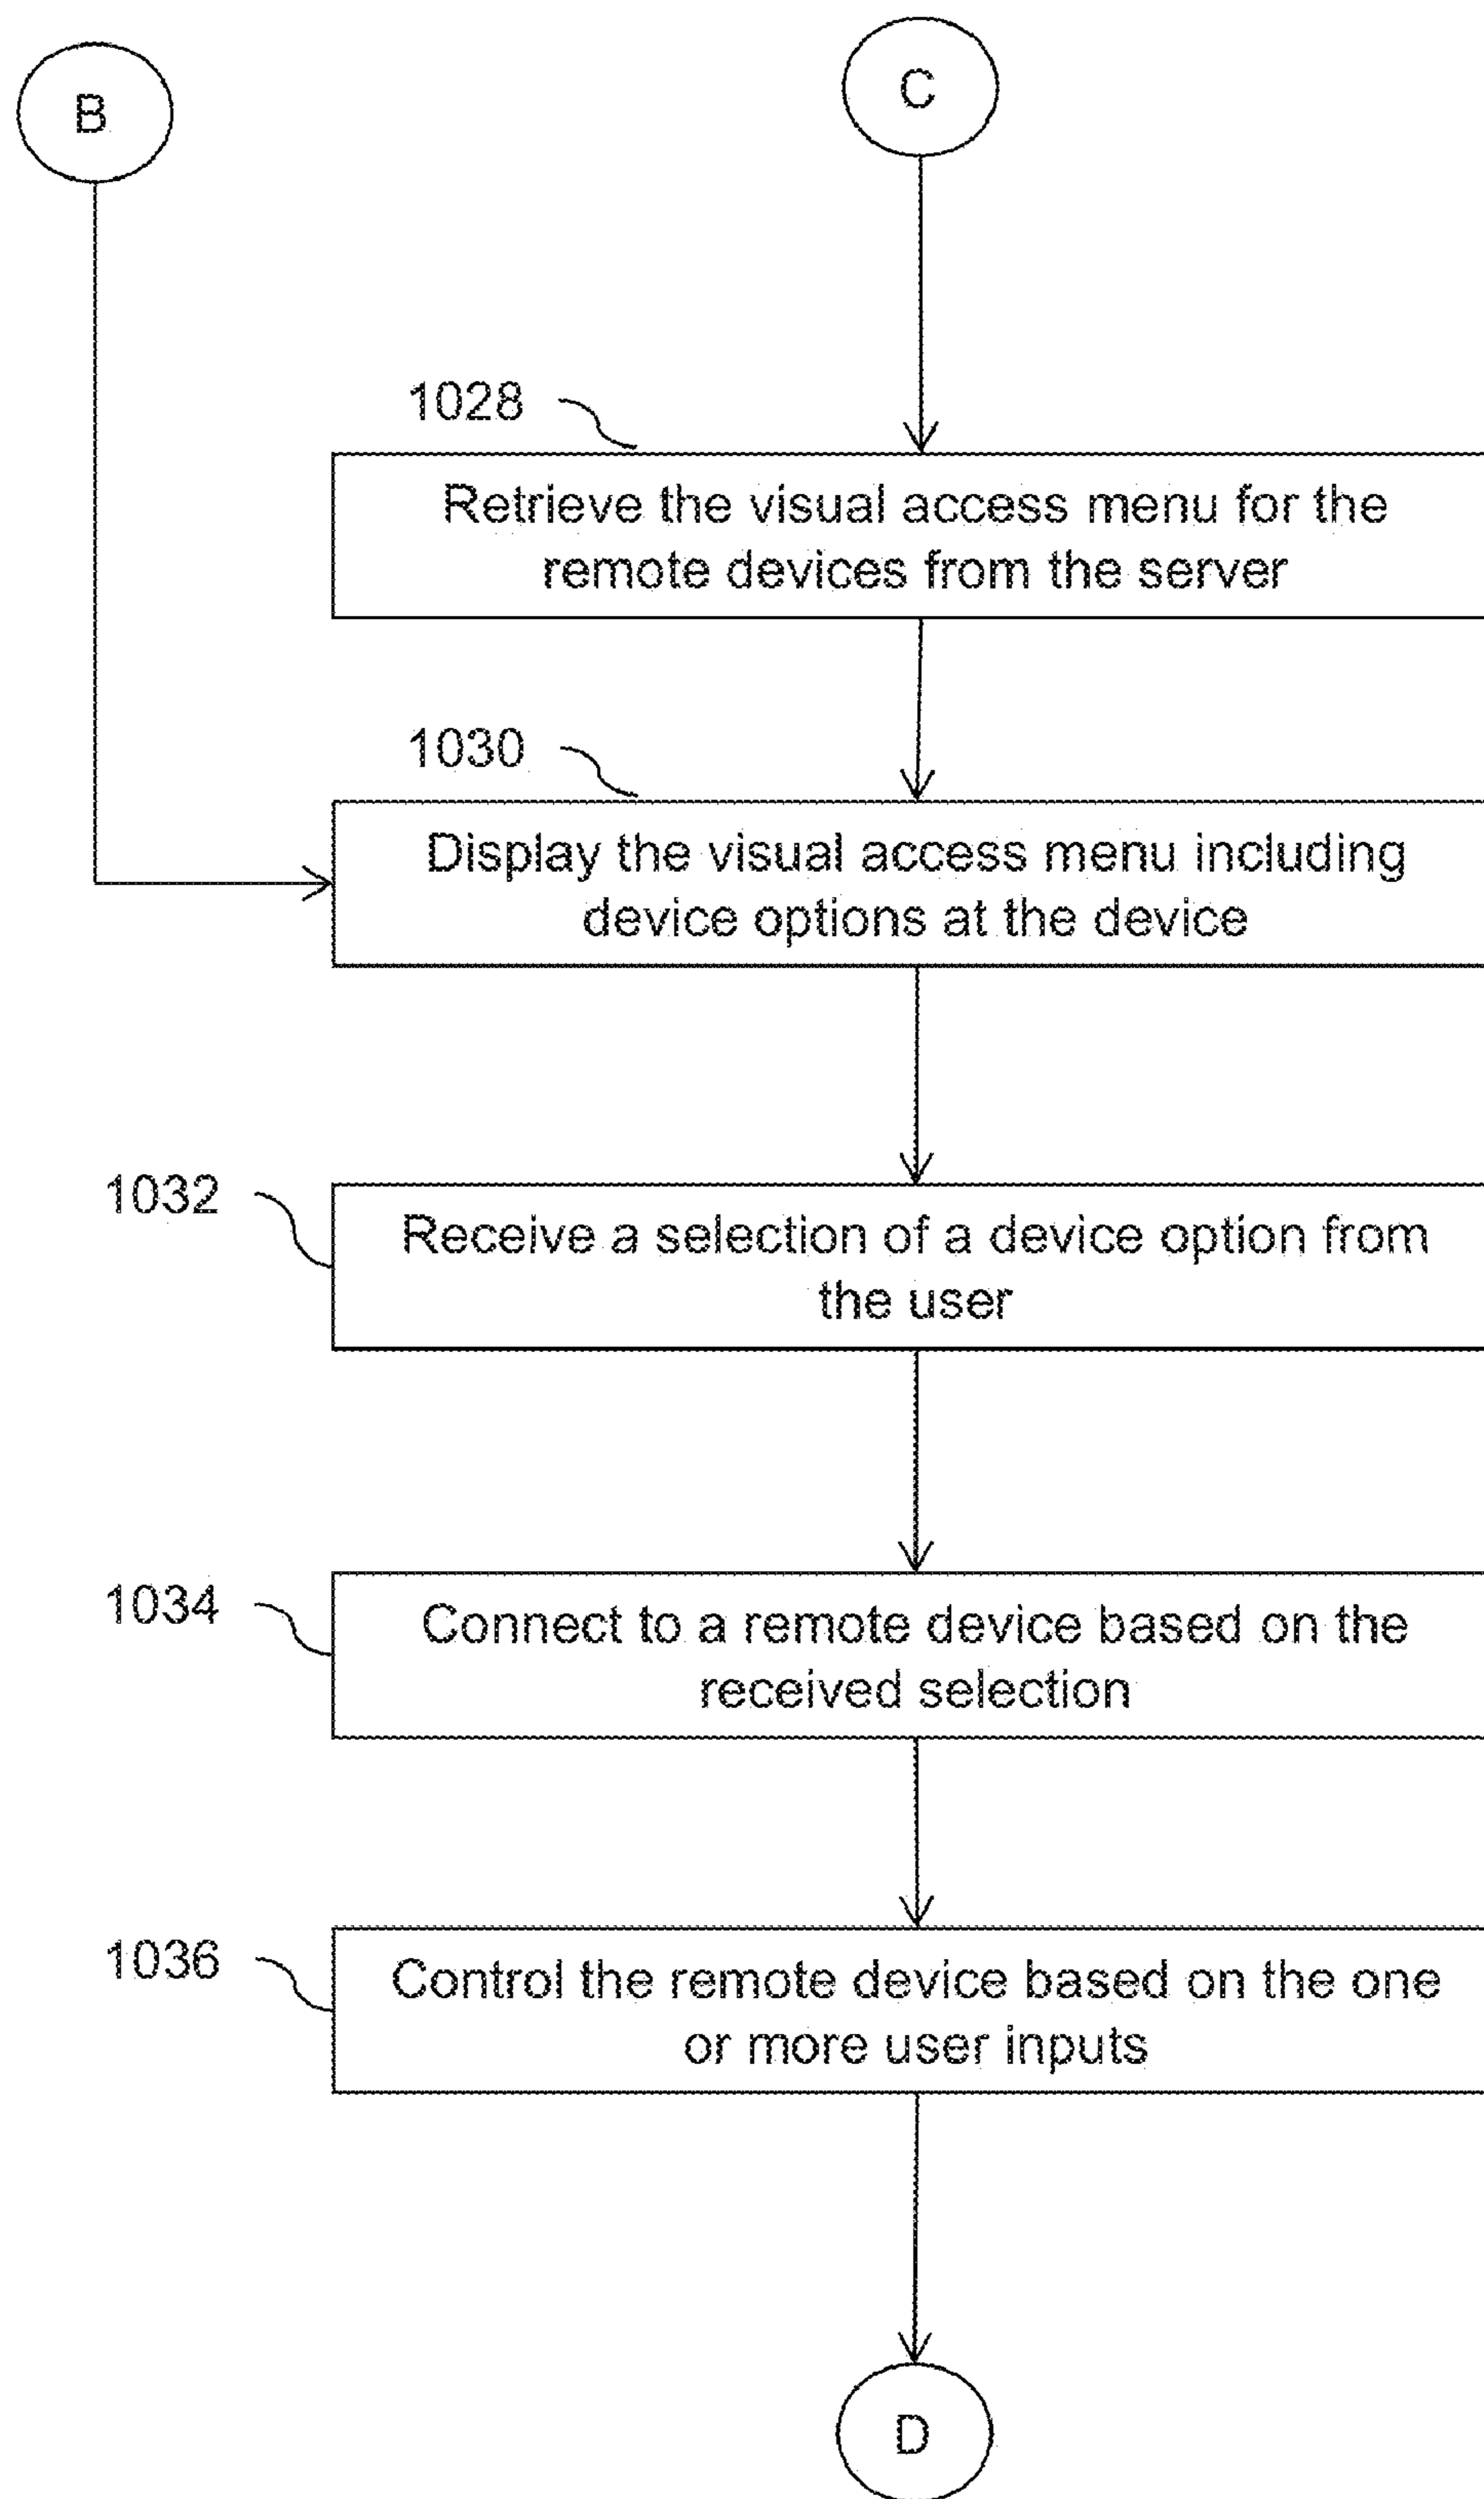 B
C
1028
Retrieve the visual access menu for the
remote devices from the server
1030
Display the visual access menu including
device options at the device
1032
Receive a selection of a device option from
the user
1034
Connect to a remote device based on the
received selection
1036
Control the remote device based on the one
or more user inputs
D